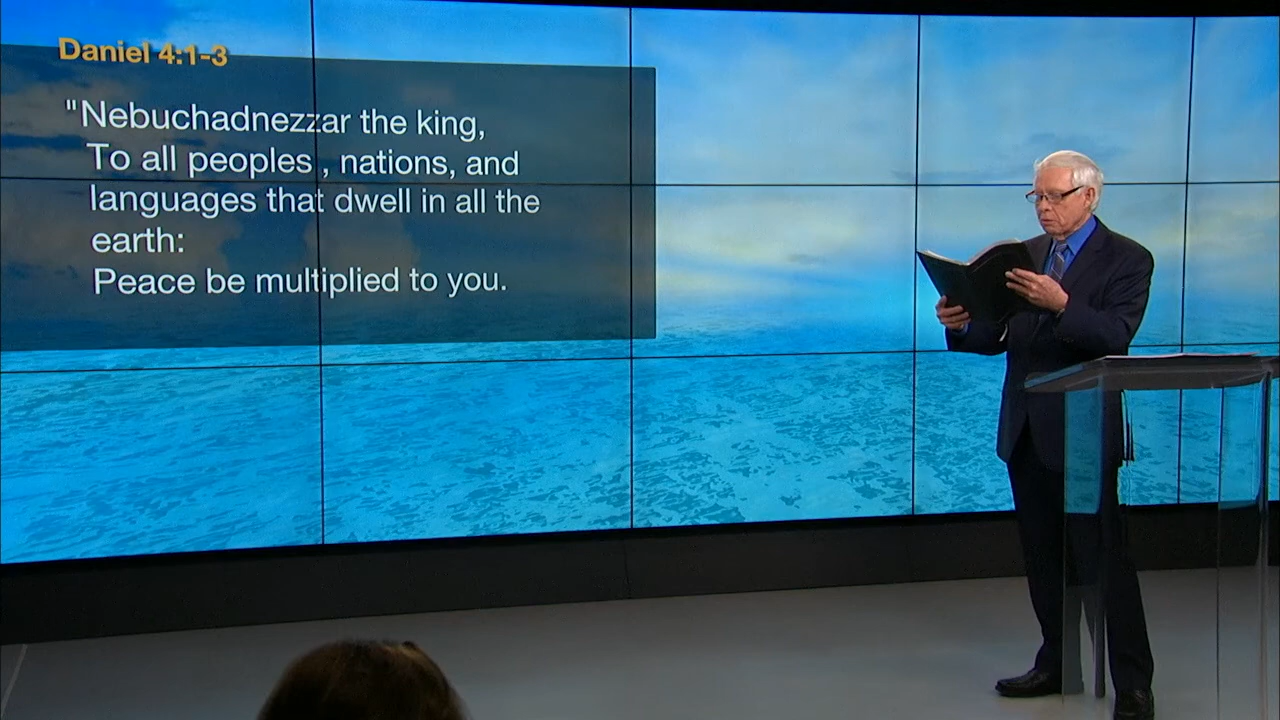 Daniel 4:1-3
"Nebuchadnezzar the king,
To all peoples , nations, and
languages that dwell in all the
earth:
Peace be multiplied to you.